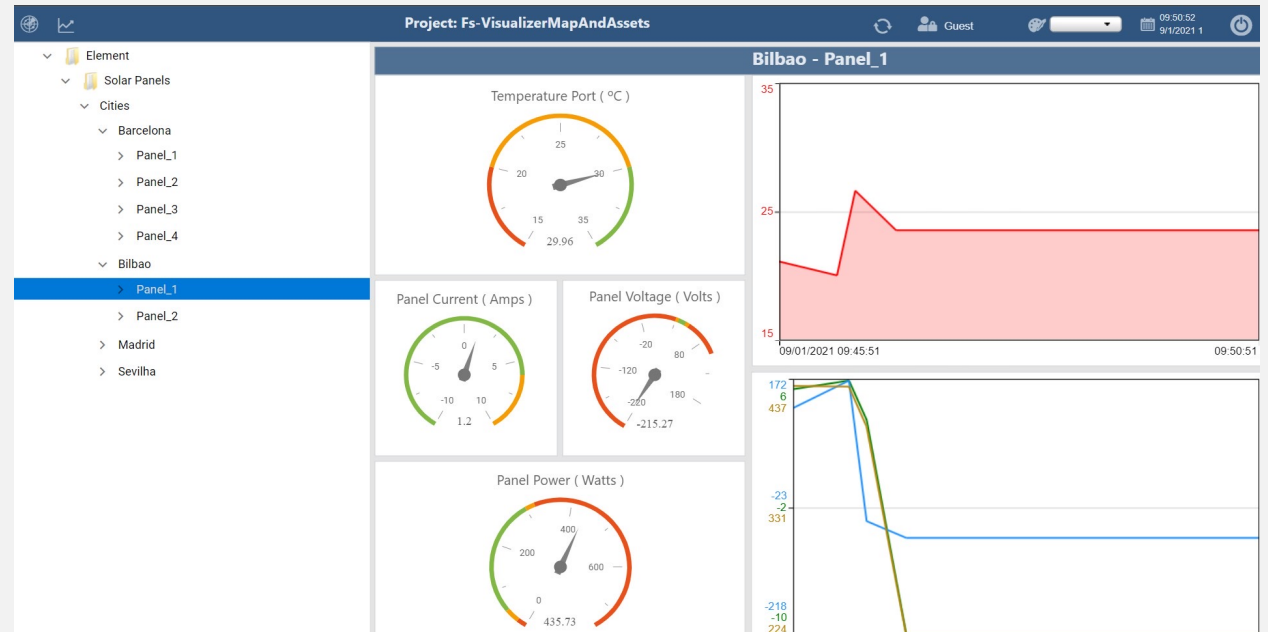 Project: Fs-VisualizerMapAndAssets
Guest
09:50:52
9/1/2021 1
Element
Solar Panels
Cities
Barcelona
Panel_1
Panel_2
Panel_3
Panel_4
Bilbao
Panel_1
Panel_2
Madrid
Sevilha
Bilbao - Panel_1
Temperature Port ( ºC )
25
20
30
15
35
29.96
Panel Current ( Amps )
0
-5
5
-10
10
1.2
Panel Voltage ( Volts )
-20
80
-120
180
-220
-215.27
Panel Power ( Watts )
400
200
600
0
435.73
35
25
15
09/01/2021 09:45:51
09:50:51
172
6
437
-23
-2
331
-218
-10
224